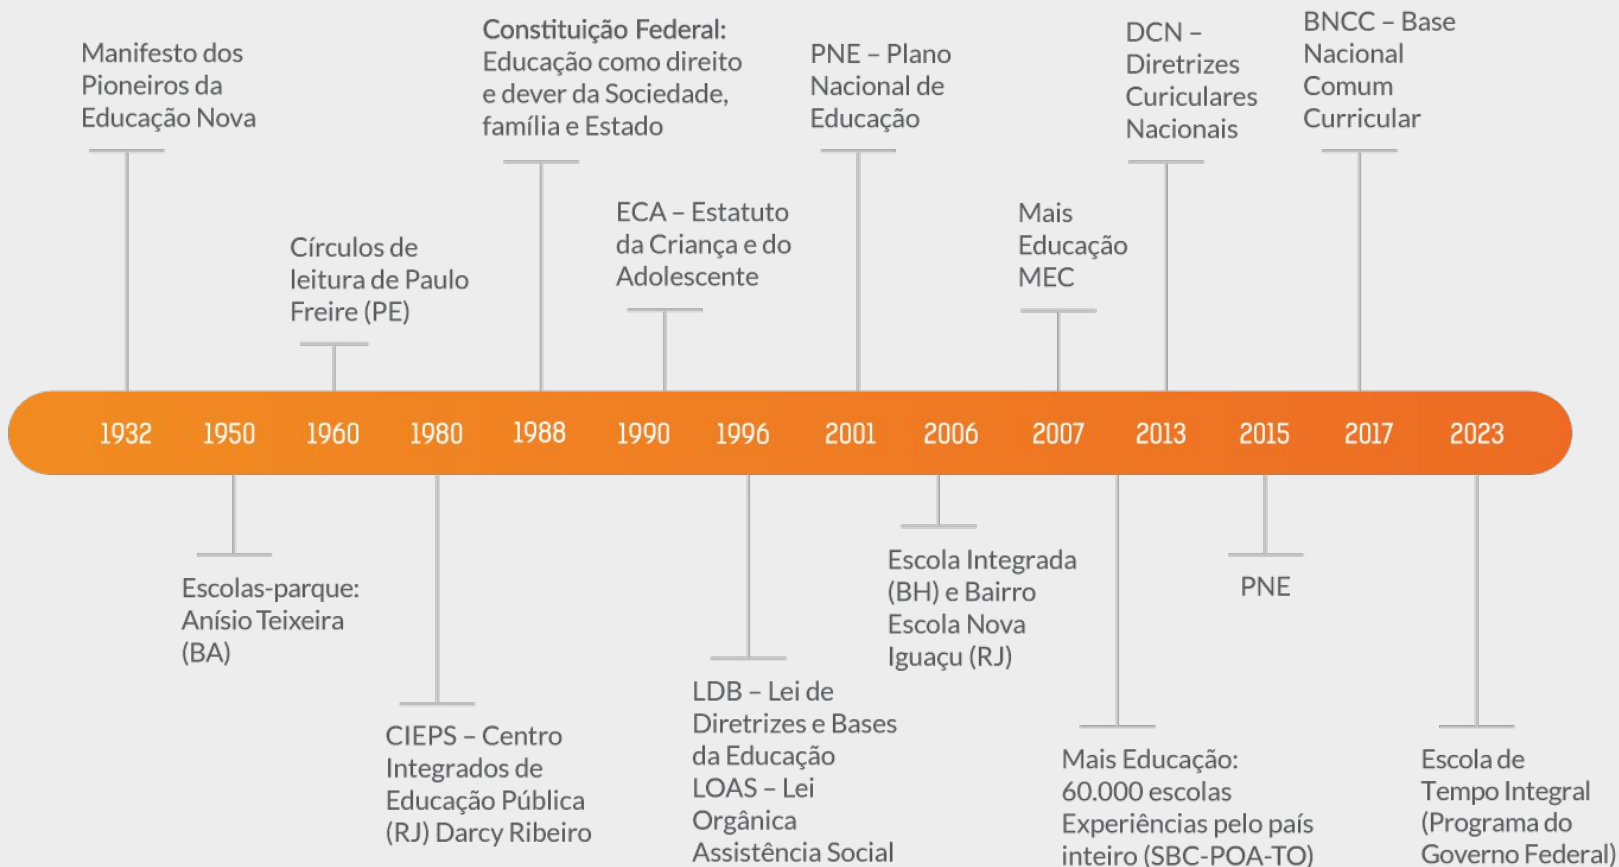 Manifesto dos
Pioneiros da
Educação Nova
Círculos de
leitura de Paulo
Freire (PE)
Constituição Federal:
Educação como direito
e dever da Sociedade,
família e Estado
ECA – Estatuto
da Criança e do
Adolescente
PNE – Plano
Nacional de
Educação
Mais
Educação
MEC
DCN –
Diretrizes
Curiculares
Nacionais
BNCC – Base
Nacional
Comum
Curricular
1932 1950 1960 1980 1988 1990 1996 2001 2006 2007 2013 2015 2017 2023
Escolas-parque:
Anísio Teixeira
(BA)
CIEPS – Centro
Integrados de
Educação Pública
(RJ) Darcy Ribeiro
LDB – Lei de
Diretrizes e Bases
da Educação
LOAS – Lei
Orgânica
Assistência Social
Escola Integrada
(BH) e Bairro
Escola Nova
Iguaçu (RJ)
Mais Educação:
60.000 escolas
Experiências pelo país
inteiro (SBC-POA-TO)
PNE
Escola de
Tempo Integral
(Programa do
Governo Federal)